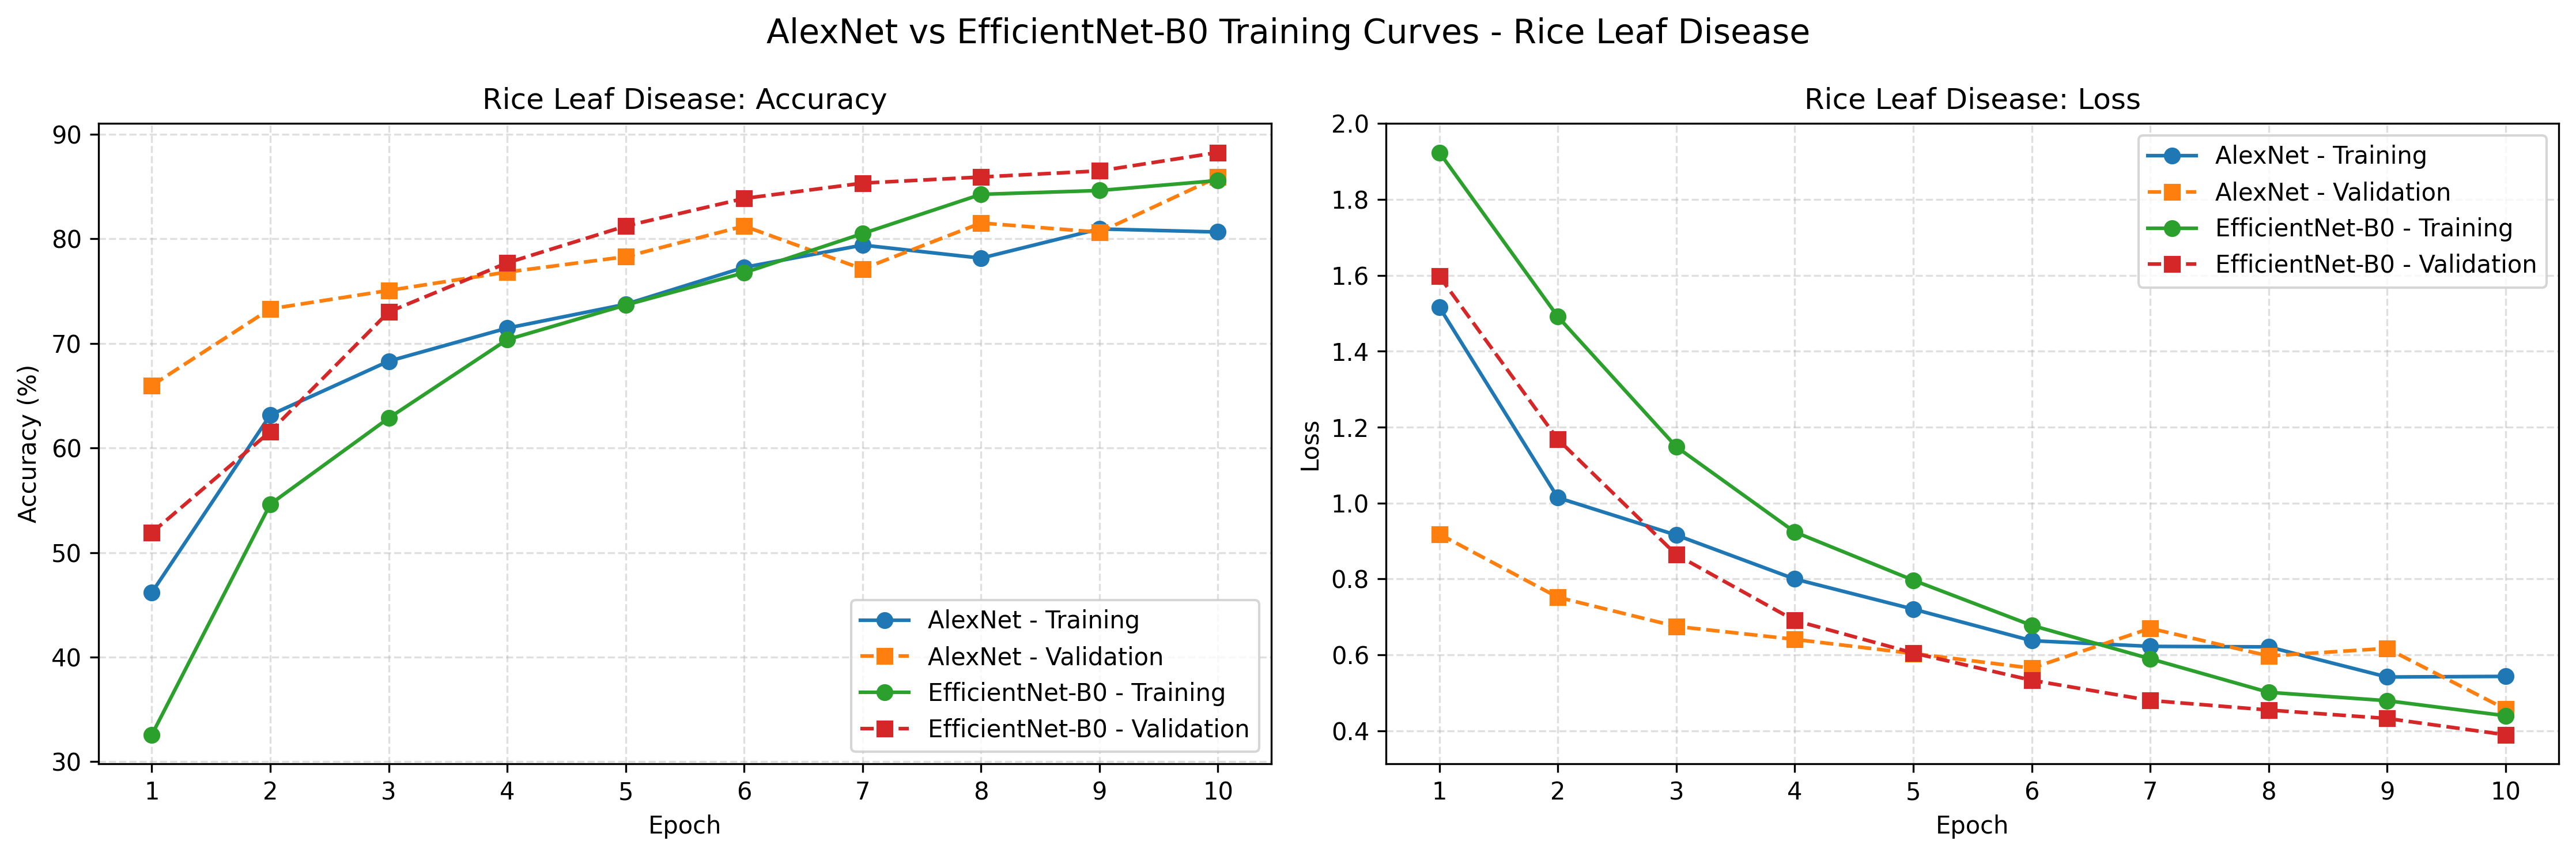 AlexNet vs EfficientNet-B0 Training Curves - Rice Leaf Disease
Rice Leaf Disease: Accuracy
90
80
70
60
50
40
30
Accuracy (%)
1 2 3 4 5 6 7 8 9 10
Epoch
AlexNet - Training
AlexNet - Validation
EfficientNet-B0 - Training
EfficientNet-B0 - Validation
Rice Leaf Disease: Loss
2.0
1.8
1.6
1.4
1.2
1.0
0.8
0.6
0.4
Loss
1 2 3 4 5 6 7 8 9 10
Epoch
AlexNet - Training
AlexNet - Validation
EfficientNet-B0 - Training
EfficientNet-B0 - Validation